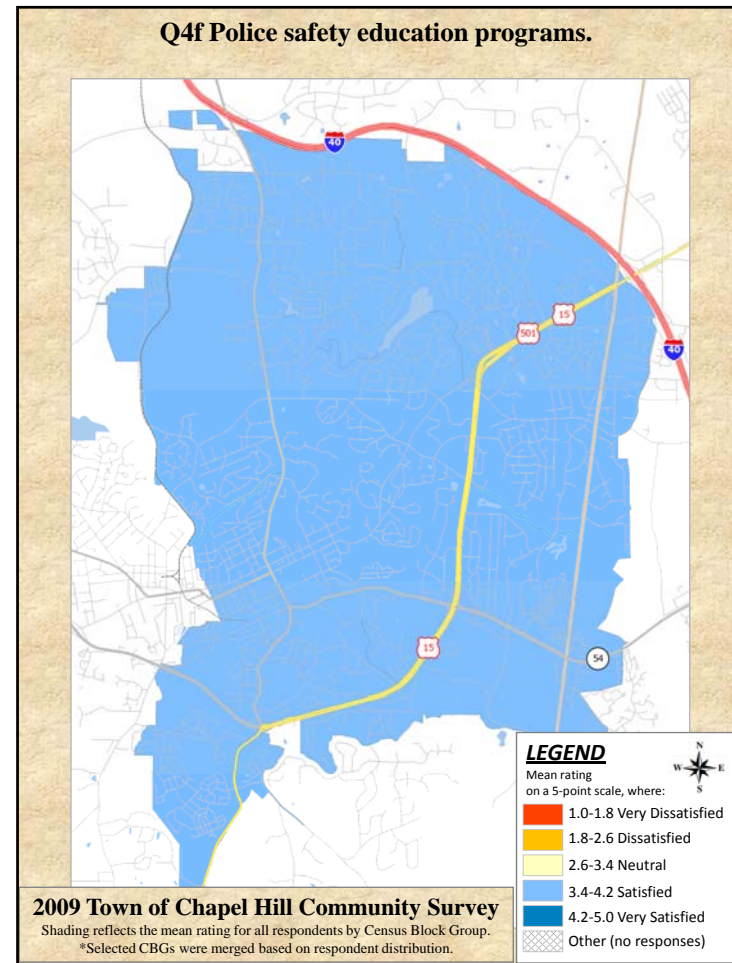 Q4f Police safety education programs.
40
15
501
40
15
54
LEGEND
N
W E
S
Mean rating
on a 5-point scale, where:
1.0-1.8 Very Dissatisfied
1.8-2.6 Dissatisfied
2.6-3.4 Neutral
3.4-4.2 Satisfied
4.2-5.0 Very Satisfied
Other (no responses)
2009 Town of Chapel Hill Community Survey
Shading reflects the mean rating for all respondents by Census Block Group.
*Selected CBGs were merged based on respondent distribution.